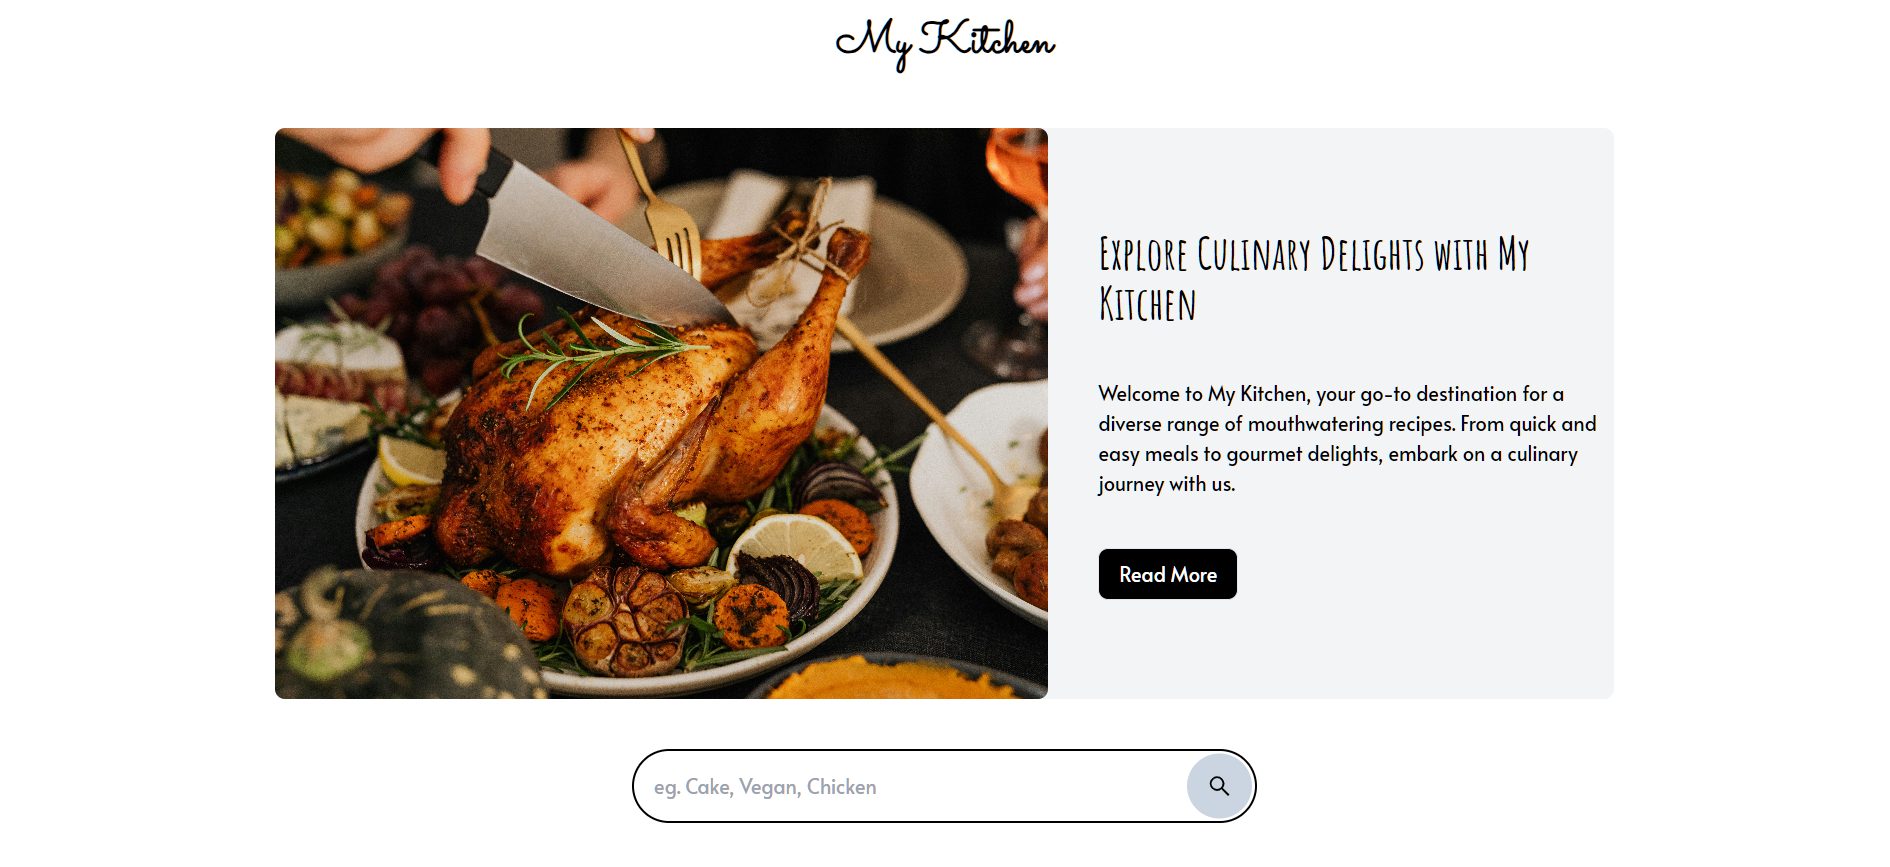 My Kitchen
Explore Culinary Delights with My
Kitchen
Welcome to My Kitchen, your go-to destination for a
diverse range of mouthwatering recipes. From quick and
easy meals to gourmet delights, embark on a culinary
journey with us.
Read More
eg. Cake, Vegan, Chicken